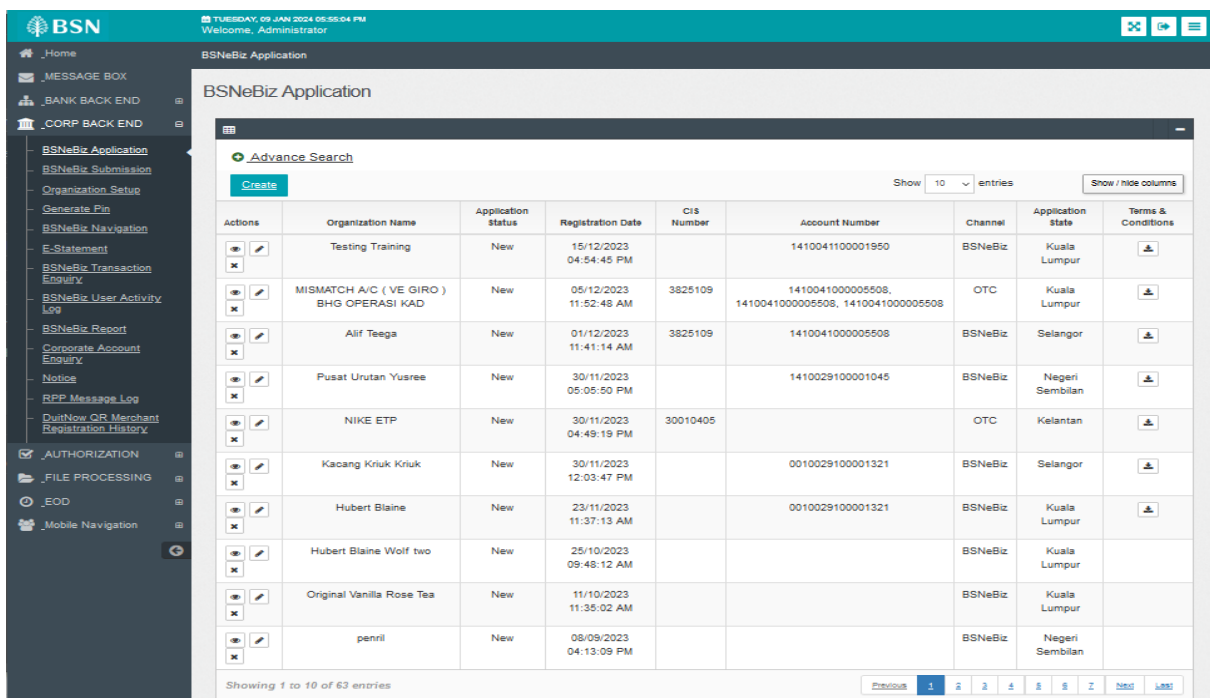 BSN
TUESDAY, 09 JAN 2024 05:55:04 PM
Welcome, Administrator
_Home
_MESSAGE BOX
_BANK BACK END
_CORP BACK END
BSNeBiz Application
BSNeBiz Submission
Organization Setup
Generate Pin
BSNeBiz Navigation
E-Statement
BSNeBiz Transaction
Enquiry
BSNeBiz User Activity
Log
BSNeBiz Report
Corporate Account
Enquiry
Notice
RPP Message Log
DuitNow QR Merchant
Registration History
_AUTHORIZATION
_FILE PROCESSING
_EOD
_Mobile Navigation
BSNeBiz Application
BSNeBiz Application
Advance Search
Create
Show 10 entries
Show / hide columns
Actions Organization Name Application Status Registration Date CIS Number Account Number Channel Application State Terms & Conditions
Testing Training New 15/12/2023 1410041100001950 BSNeBiz Kuala
04:54:45 PM Lumpur
MISMATCH A/C ( VE GIRO ) New 05/12/2023 3825109 1410041000005508, OTC Kuala
BHG OPERASI KAD 11:52:48 AM 1410041000005508, 1410041000005508 Lumpur
Alif Teega New 01/12/2023 3825109 1410041000005508 BSNeBiz Selangor
11:41:14 AM
Pusat Urutan Yusree New 30/11/2023 1410029100001045 BSNeBiz Negeri
05:05:50 PM Sembilan
NIKE ETP New 30/11/2023 30010405 OTC Kelantan
04:49:19 PM
Kacang Kriuk Kriuk New 30/11/2023 0010029100001321 BSNeBiz Selangor
12:03:47 PM
Hubert Blaine New 23/11/2023 0010029100001321 BSNeBiz Kuala
11:37:13 AM Lumpur
Hubert Blaine Wolf two New 25/10/2023 BSNeBiz Kuala
09:48:12 AM Lumpur
Original Vanilla Rose Tea New 11/10/2023 BSNeBiz Kuala
11:35:02 AM Lumpur
penril New 08/09/2023 BSNeBiz Negeri
04:13:09 PM Sembilan
Showing 1 to 10 of 63 entries
Previous 1 2 3 4 5 6 7 Next Last